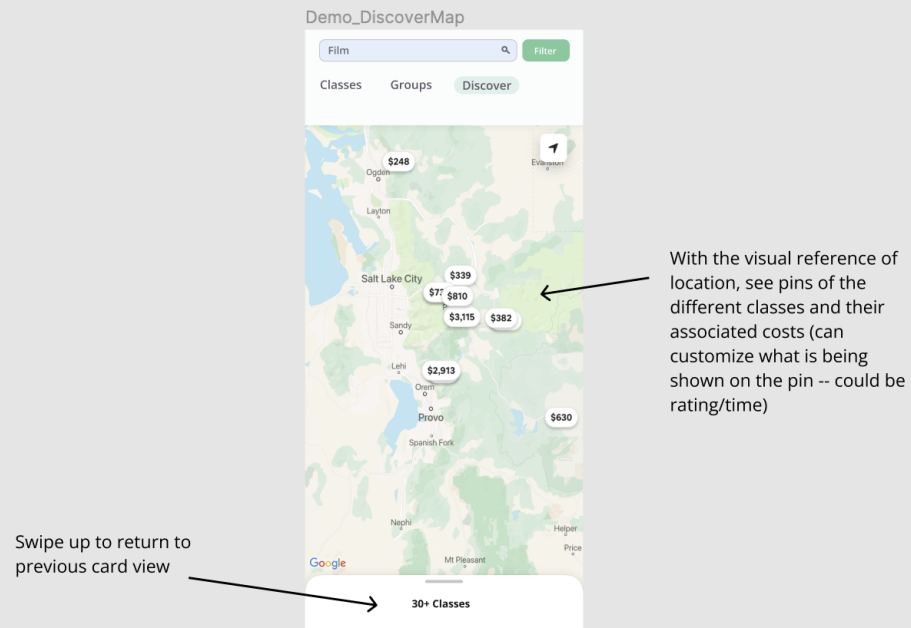 Demo_DiscoverMap
Film
Filter
Classes Groups Discover
$248
Evanston
Ogden
Layton
$339
Salt Lake City
$810
$3,115
$382
Sandy
Lehi
$2,913
Orem
$630
Provo
Spanish Fork
Nephi
Helper
Price
Mt Pleasant
Google
30+ Classes
With the visual reference of
location, see pins of the
different classes and their
associated costs (can
customize what is being
shown on the pin -- could be
rating/time)
Swipe up to return to
previous card view